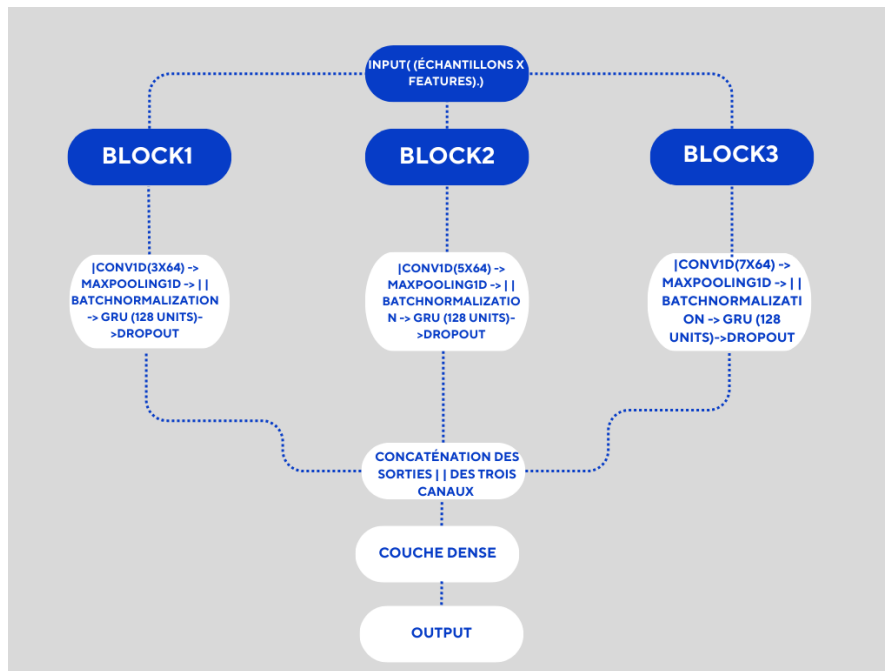 INPUT( (ÉCHANTILLONS X
FEATURES).)
BLOCK1
BLOCK2
BLOCK3
|CONV1D(3X64) ->
MAXPOOLING1D -> | |
BATCHNORMALIZATION
-> GRU (128 UNITS)-
>DROPOUT
|CONV1D(5X64) ->
MAXPOOLING1D -> | |
BATCHNORMALIZATIO
N -> GRU (128 UNITS)-
>DROPOUT
|CONV1D(7X64) ->
MAXPOOLING1D -> | |
BATCHNORMALIZATI
ON -> GRU (128
UNITS)->DROPOUT
CONCATÉNATION DES
SORTIES | | DES TROIS
CANAUX
COUCHE DENSE
OUTPUT